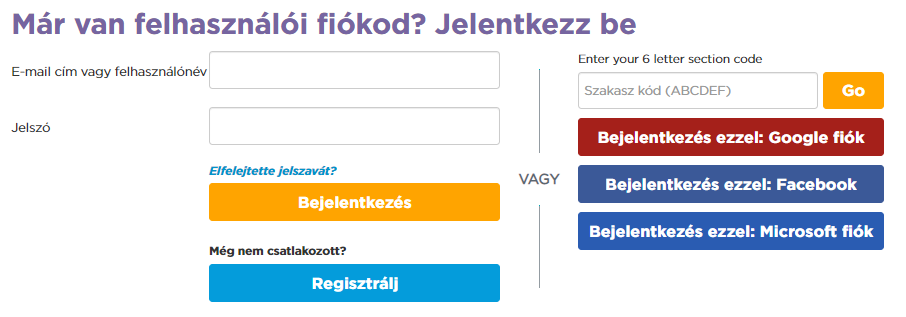 Már van felhasználói fiókod? Jelentkezz be
E-mail cím vagy felhasználónév
Jelszó
Elfelejtette jelszavát?
Bejelentkezés
Még nem csatlakozott?
Regisztrálj
VAGY
Enter your 6 letter section code
Szakasz kód (ABCDEF)
Go
Bejelentkezés ezzel: Google fiók
Bejelentkezés ezzel: Facebook
Bejelentkezés ezzel: Microsoft fiók